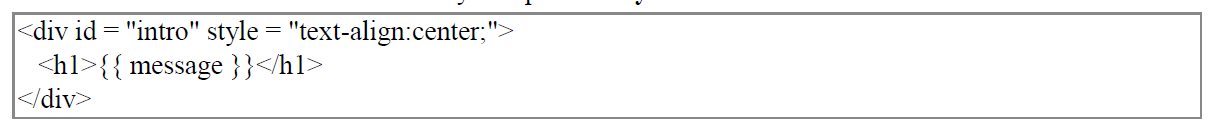 <div id = "intro" style = "text-align:center;">
<h1>{{ message }}</h1>
</div>